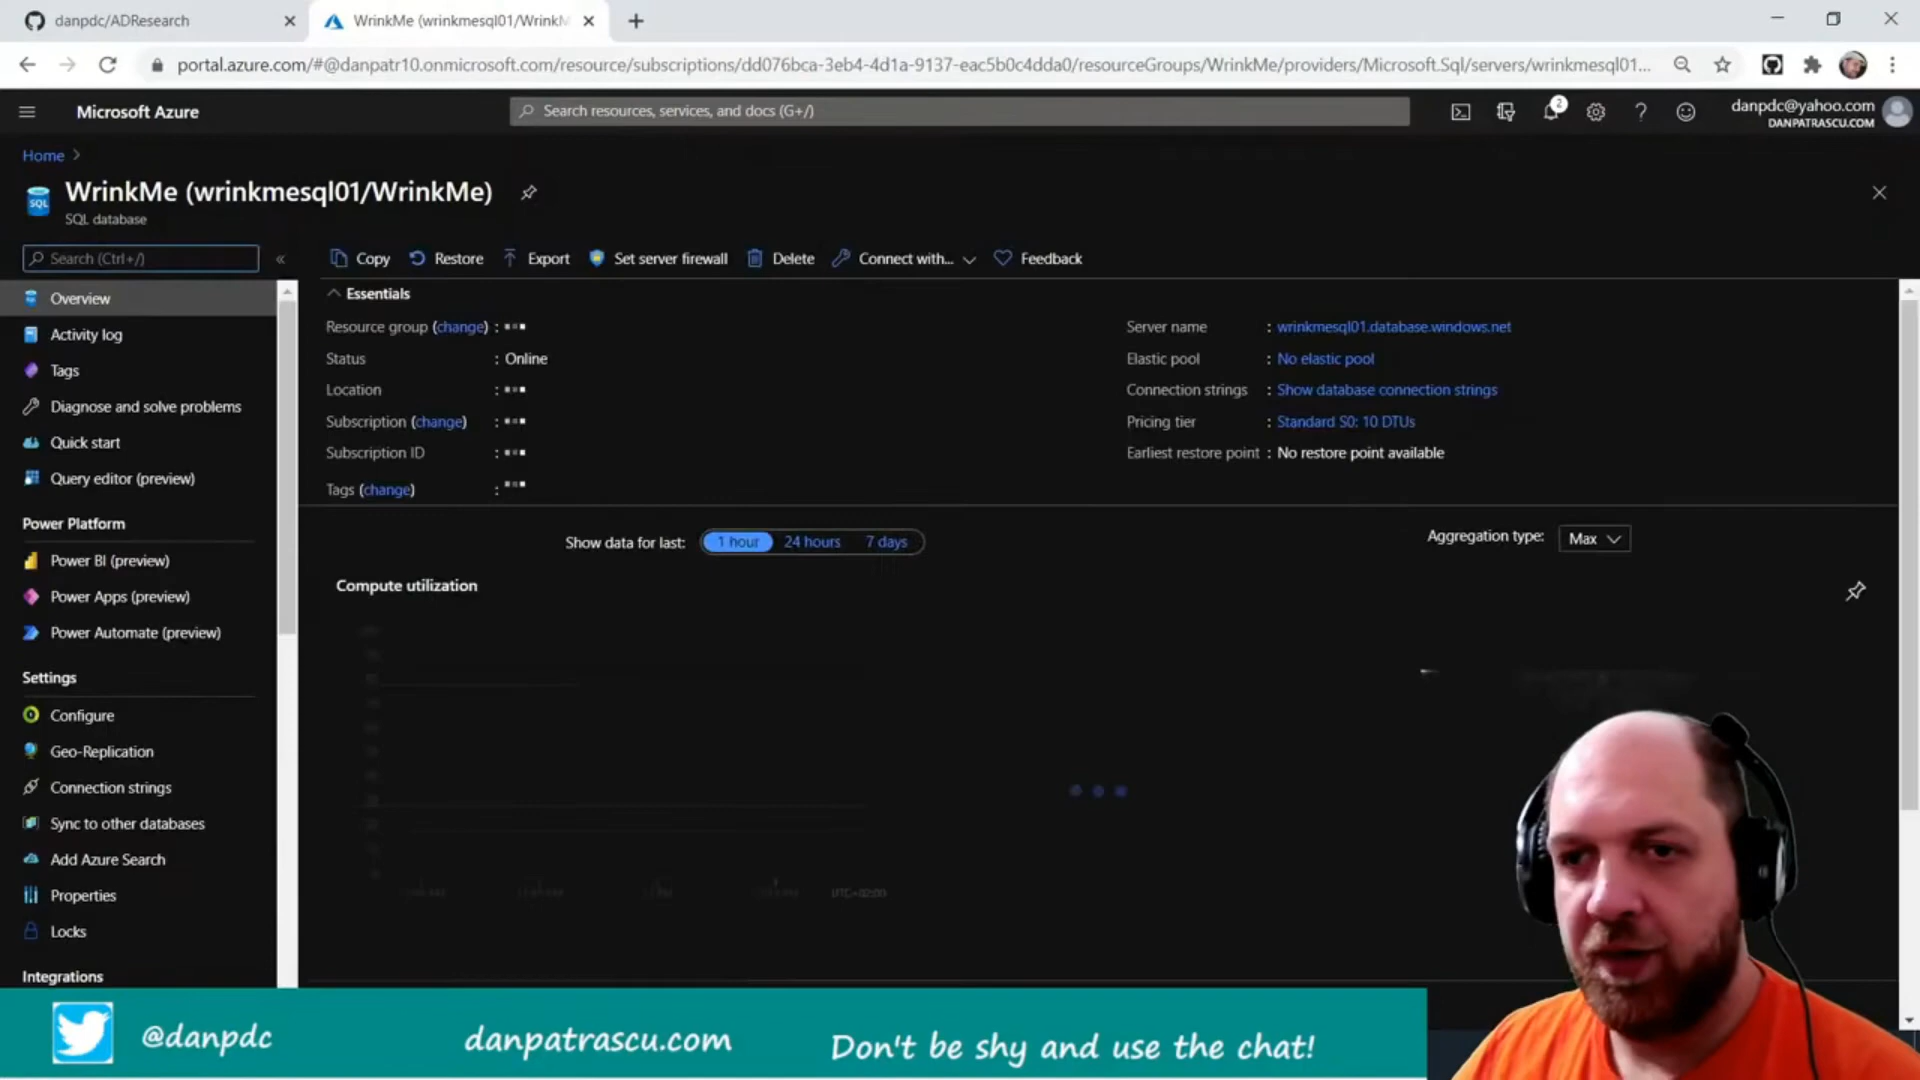 danpdc/ADResearch
WrinkMe (wrinkmesql01/WrinkM
portal.azure.com/#@danpatr10.onmicrosoft.com/resource/subscriptions/dd076bca-3eb4-4d1a-9137-eac5b0c4dda0/resourceGroups/WrinkMe/providers/Microsoft.Sql/servers/wrinkmesql01...
Microsoft Azure
Search resources, services, and docs (G+/)
2
danpdc@yahoo.com
DANPATRASCU.COM
Home
WrinkMe (wrinkmesql01/WrinkMe)
SQL
SQL database
Search (Ctrl+/)
Copy Restore Export Set server firewall Delete Connect with... Feedback
Overview
Activity log
Tags
Diagnose and solve problems
Quick start
Query editor (preview)
Power Platform
Power BI (preview)
Power Apps (preview)
Power Automate (preview)
Settings
Configure
Geo-Replication
Connection strings
Sync to other databases
Add Azure Search
Properties
Locks
Integrations
Essentials
Resource group (change) :
Status : Online
Location :
Subscription (change) :
Subscription ID :
Tags (change) :
Server name : wrinkmesql01.database.windows.net
Elastic pool : No elastic pool
Connection strings : Show database connection strings
Pricing tier : Standard S0: 10 DTUs
Earliest restore point : No restore point available
Show data for last: 1 hour 24 hours 7 days
Aggregation type: Max
Compute utilization
UTC+02:00
@danpdc
danpatrascu.com
Don't be shy and use the chat!